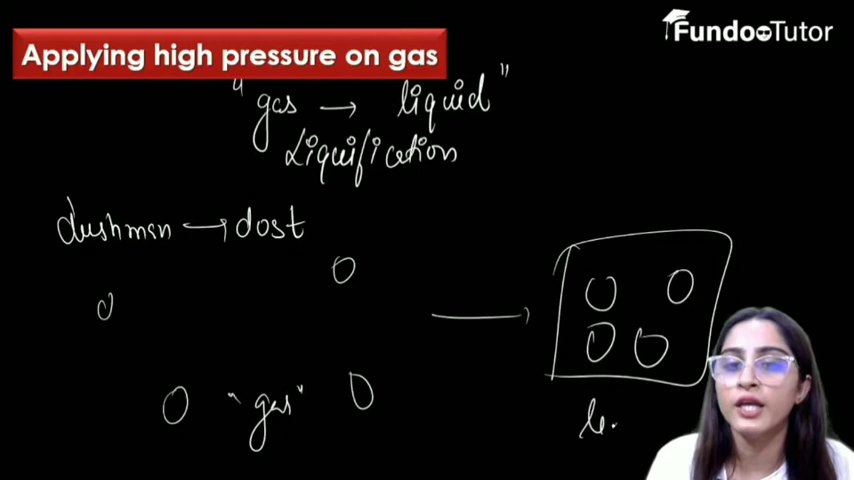 FundooTutor
Applying high pressure on gas
"gas → liquid"
Liquification
dushman → dost
"gas"